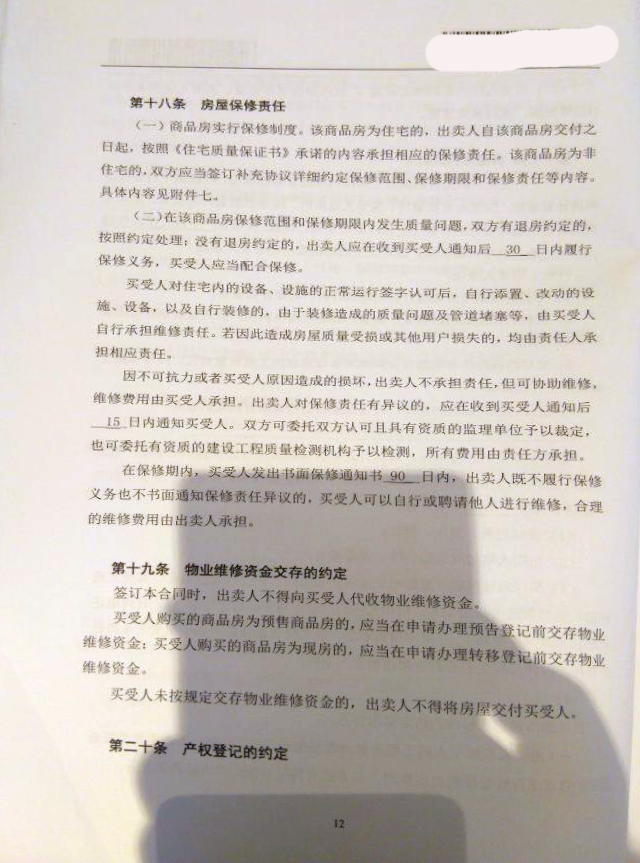 第十八条　房屋保修责任
（一）商品房实行保修制度。该商品房为住宅的，出卖人自该商品房交付之
日起，按照《住宅质量保证书》承诺的内容承担相应的保修责任。该商品房为非
住宅的，双方应当签订补充协议详细约定保修范围、保修期限和保修责任等内容。
具体内容见附件七。
（二）在该商品房保修范围和保修期限内发生质量问题，双方有退房约定的，
按照约定处理；没有退房约定的，出卖人应在收到买受人通知后 30 日内履行
保修义务，买受人应当配合保修。
买受人对住宅内的设备、设施的正常运行签字认可后，自行添置、改动的设
施、设备，以及自行装修的，由于装修造成的质量问题及管道堵塞等，由买受人
自行承担维修责任。若因此造成房屋质量受损或其他用户损失的，均由责任人承
担相应责任。
因不可抗力或者买受人原因造成的损坏，出卖人不承担责任，但可协助维修，
维修费用由买受人承担。出卖人对保修责任有异议的，应在收到买受人通知后
15 日内通知买受人。双方可委托双方认可且具有资质的监理单位予以裁定，
也可委托有资质的建设工程质量检测机构予以检测，所有费用由责任方承担。
在保修期内，买受人发出书面保修通知书 90 日内，出卖人既不履行保修
义务也不书面通知保修责任异议的，买受人可以自行或聘请他人进行维修，合理
的维修费用由出卖人承担。
第十九条　物业维修资金交存的约定
签订本合同时，出卖人不得向买受人代收物业维修资金。
买受人购买的商品房为预售商品房的，应当在申请办理预告登记前交存物业
维修资金；买受人购买的商品房为现房的，应当在申请办理转移登记前交存物业
维修资金。
买受人未按规定交存物业维修资金的，出卖人不得将房屋交付买受人。
第二十条　产权登记的约定
12